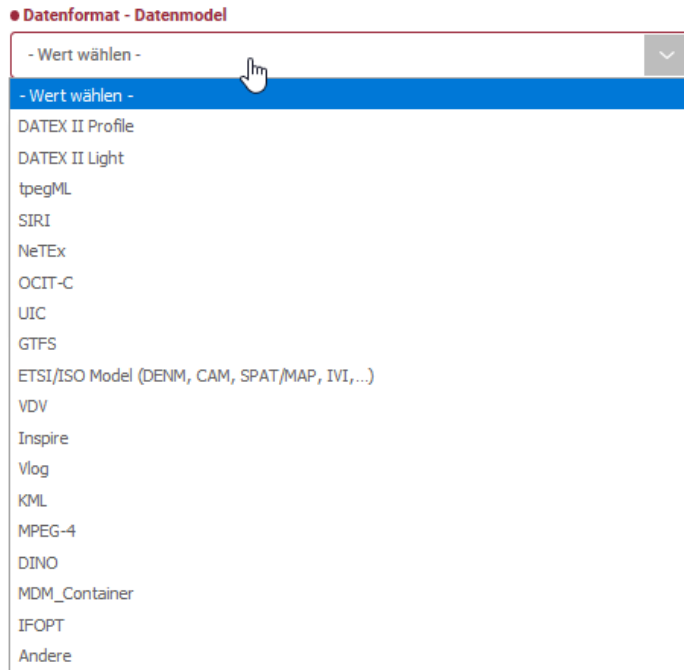 Datenformat - Datenmodel
- Wert wählen -
- Wert wählen -
DATEX II Profile
DATEX II Light
tpegML
SIRI
NeTEx
OCIT-C
UIC
GTFS
ETSI/ISO Model (DENM, CAM, SPAT/MAP, IVI,...)
VDV
Inspire
Vlog
KML
MPEG-4
DINO
MDM_Container
IFOPT
Andere